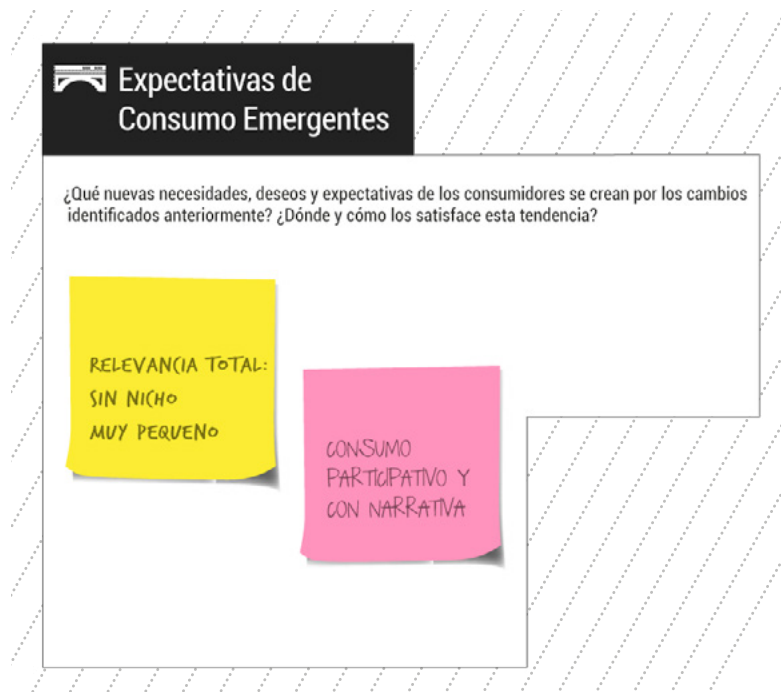 Expectativas de
Consumo Emergentes
¿Qué nuevas necesidades, deseos y expectativas de los consumidores se crean por los cambios
identificados anteriormente? ¿Dónde y cómo los satisface esta tendencia?
RELEVANCIA TOTAL:
SIN NICHO
MUY PEQUEÑO
CONSUMO
PARTICIPATIVO Y
CON NARRATIVA